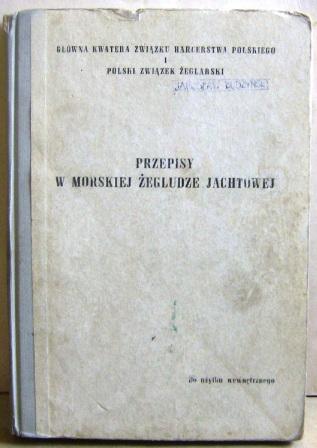 GŁÓWNA KWATERA ZWIĄZKU HARCERSTWA POLSKIEGO
I
POLSKI ZWIĄZEK ŻEGLARSKI
PRZEPISY
W MORSKIEJ ŻEGLUDZE JACHTOWEJ
do użytku wewnętrznego